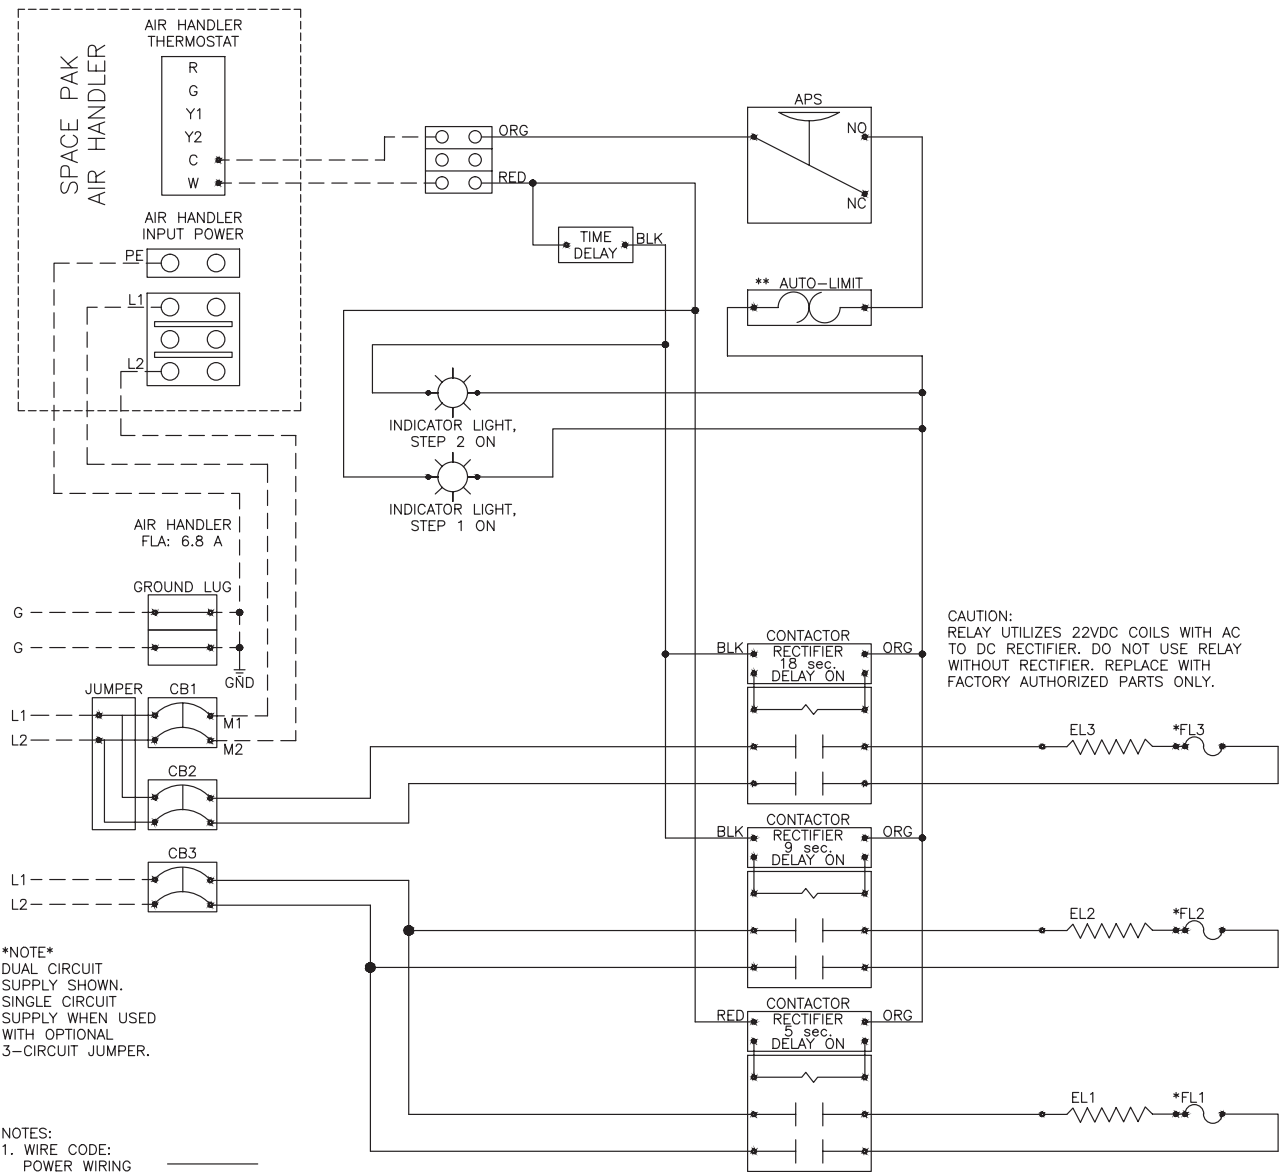 SPACE PAK
AIR HANDLER
AIR HANDLER
THERMOSTAT
R
G
Y1
Y2
C
W
AIR HANDLER
INPUT POWER
PE
L1
L2
ORG
RED
TIME
DELAY
BLK
APS
NO
NC
** AUTO-LIMIT
INDICATOR LIGHT,
STEP 2 ON
INDICATOR LIGHT,
STEP 1 ON
AIR HANDLER
FLA: 6.8 A
GROUND LUG
G
G
GND
JUMPER
CB1
L1
L2
M1
M2
CB2
CB3
L1
L2
CAUTION:
RELAY UTILIZES 22VDC COILS WITH AC
TO DC RECTIFIER. DO NOT USE RELAY
WITHOUT RECTIFIER. REPLACE WITH
FACTORY AUTHORIZED PARTS ONLY.
CONTACTOR
BLK
RECTIFIER
18 sec.
DELAY ON
ORG
EL3
*FL3
CONTACTOR
BLK
RECTIFIER
9 sec.
DELAY ON
ORG
EL2
*FL2
CONTACTOR
RED
RECTIFIER
5 sec.
DELAY ON
ORG
EL1
*FL1
*NOTE*
DUAL CIRCUIT
SUPPLY SHOWN.
SINGLE CIRCUIT
SUPPLY WHEN USED
WITH OPTIONAL
3-CIRCUIT JUMPER.
NOTES:
1. WIRE CODE:
POWER WIRING